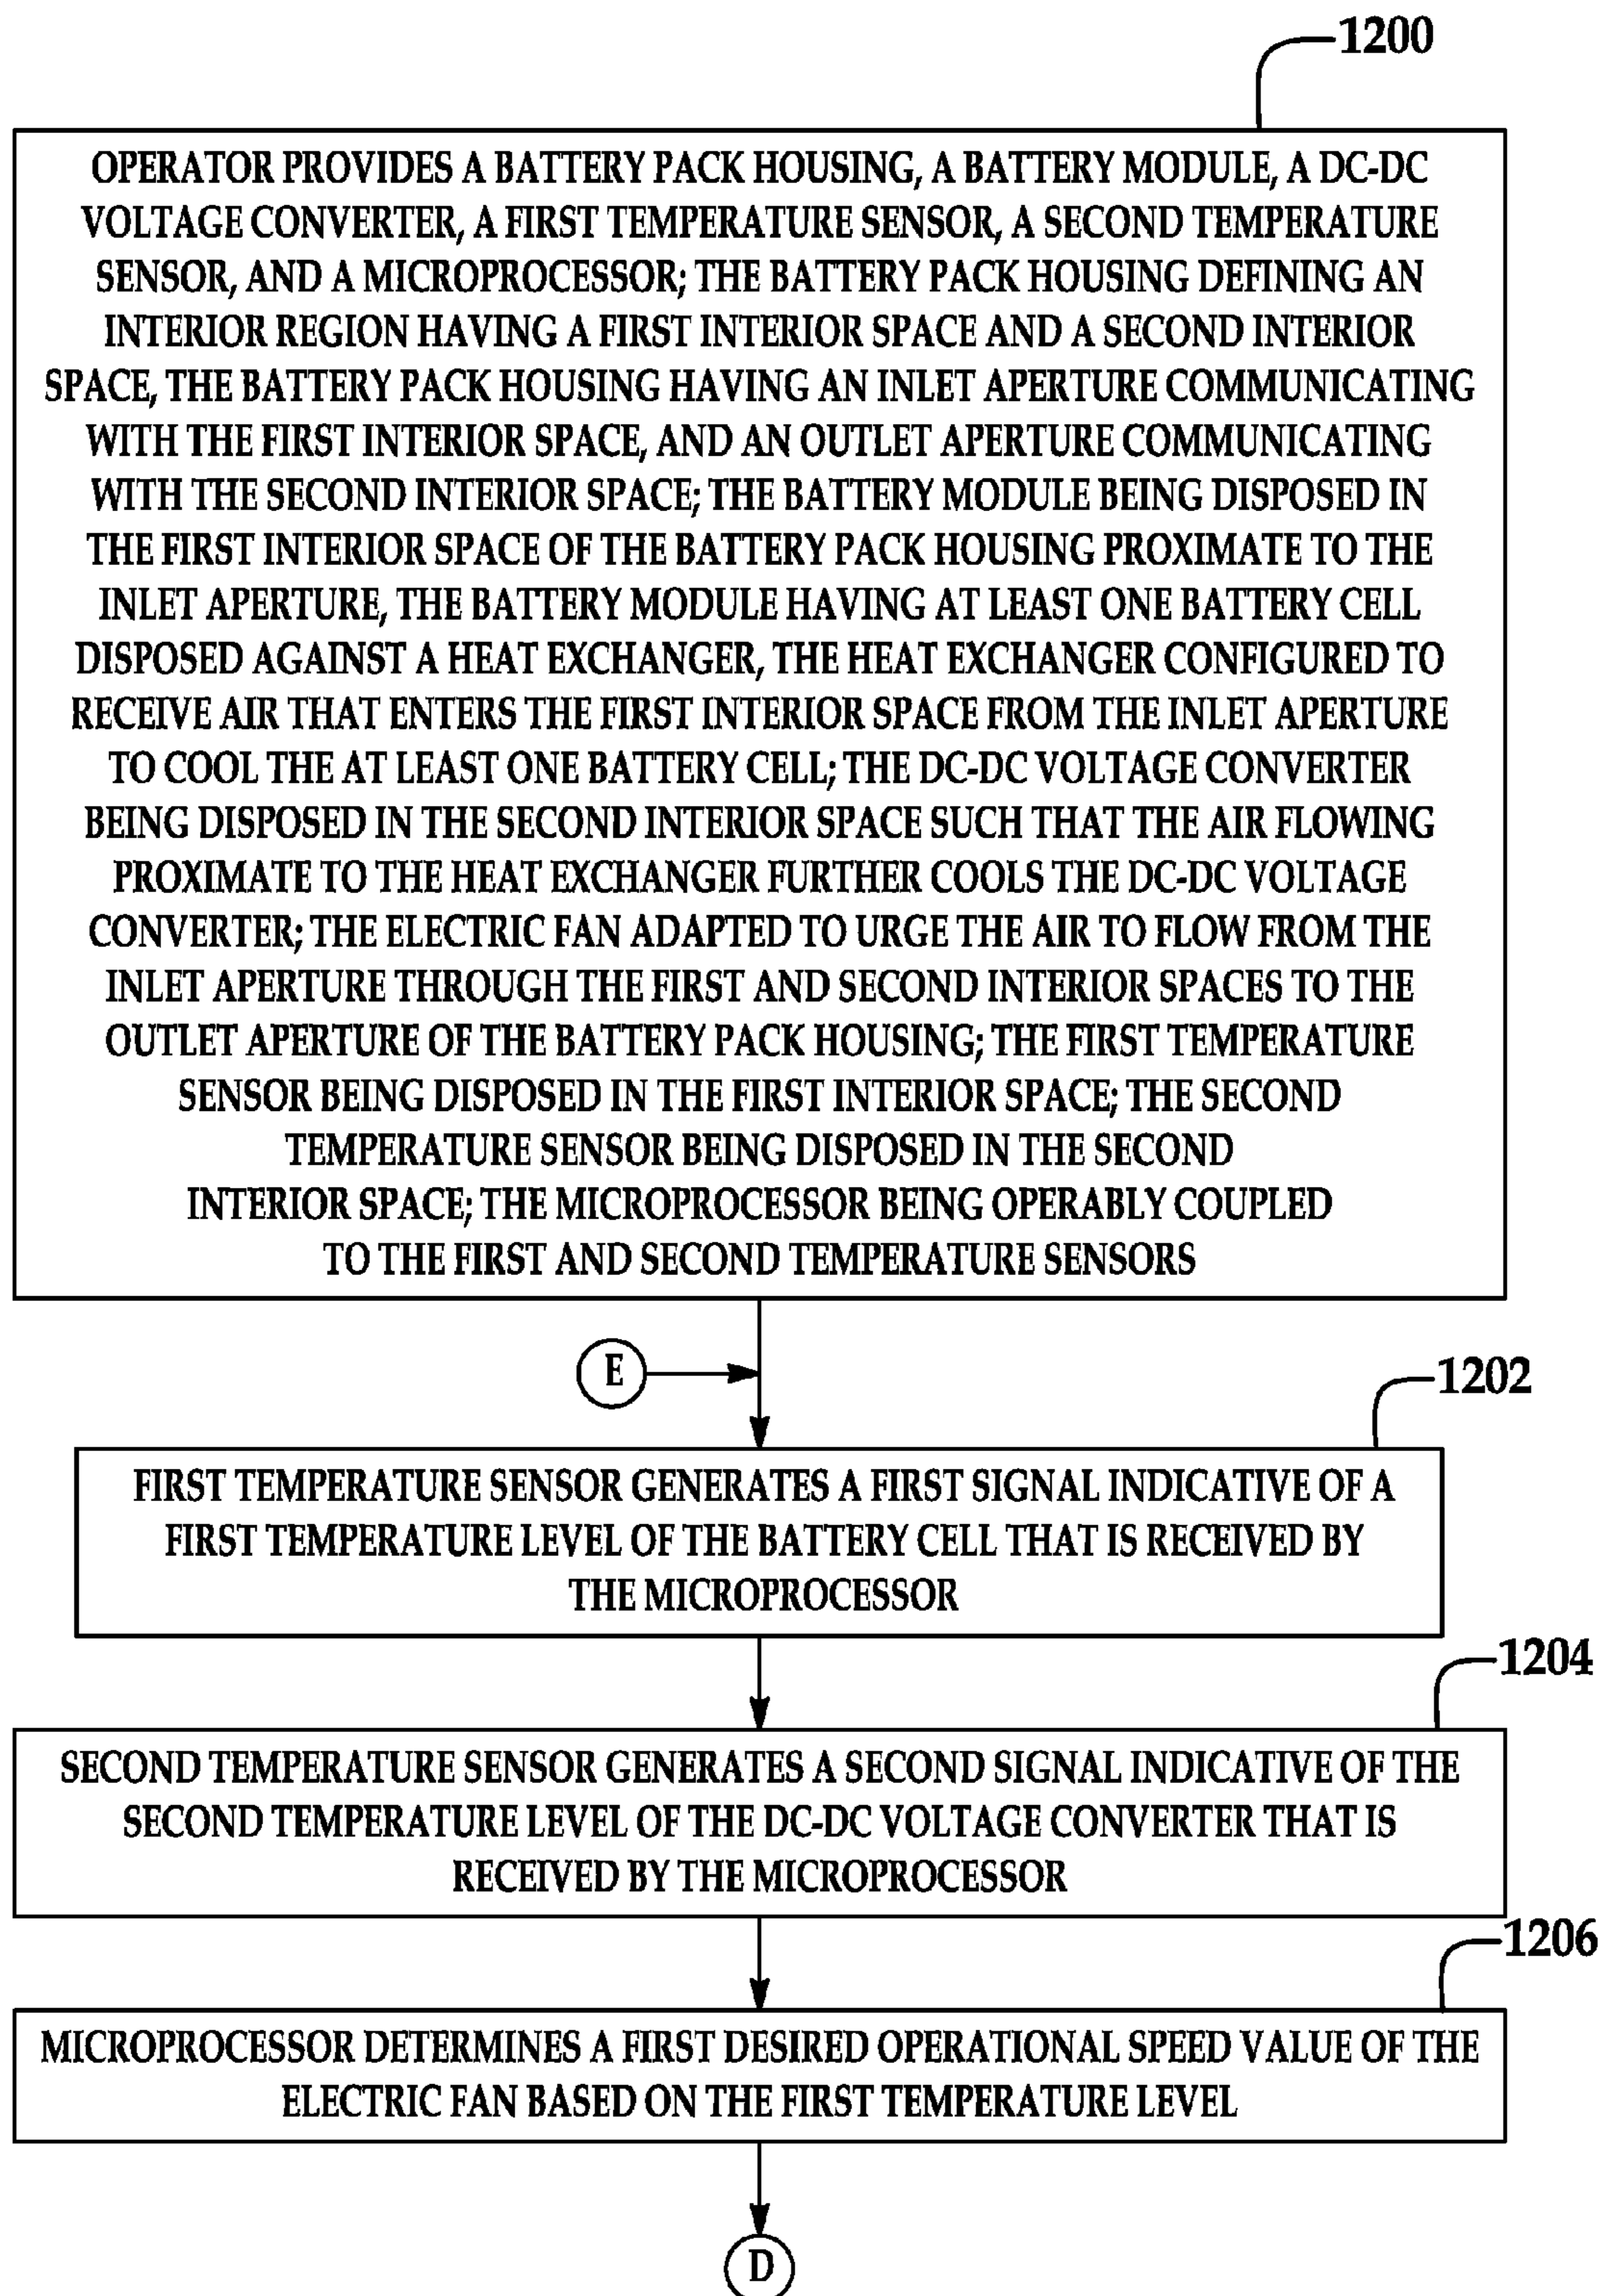 1200
OPERATOR PROVIDES A BATTERY PACK HOUSING, A BATTERY MODULE, A DC-DC
VOLTAGE CONVERTER, A FIRST TEMPERATURE SENSOR, A SECOND TEMPERATURE
SENSOR, AND A MICROPROCESSOR; THE BATTERY PACK HOUSING DEFINING AN
INTERIOR REGION HAVING A FIRST INTERIOR SPACE AND A SECOND INTERIOR
SPACE, THE BATTERY PACK HOUSING HAVING AN INLET APERTURE COMMUNICATING
WITH THE FIRST INTERIOR SPACE, AND AN OUTLET APERTURE COMMUNICATING
WITH THE SECOND INTERIOR SPACE; THE BATTERY MODULE BEING DISPOSED IN
THE FIRST INTERIOR SPACE OF THE BATTERY PACK HOUSING PROXIMATE TO THE
INLET APERTURE, THE BATTERY MODULE HAVING AT LEAST ONE BATTERY CELL
DISPOSED AGAINST A HEAT EXCHANGER, THE HEAT EXCHANGER CONFIGURED TO
RECEIVE AIR THAT ENTERS THE FIRST INTERIOR SPACE FROM THE INLET APERTURE
TO COOL THE AT LEAST ONE BATTERY CELL; THE DC-DC VOLTAGE CONVERTER
BEING DISPOSED IN THE SECOND INTERIOR SPACE SUCH THAT THE AIR FLOWING
PROXIMATE TO THE HEAT EXCHANGER FURTHER COOLS THE DC-DC VOLTAGE
CONVERTER; THE ELECTRIC FAN ADAPTED TO URGE THE AIR TO FLOW FROM THE
INLET APERTURE THROUGH THE FIRST AND SECOND INTERIOR SPACES TO THE
OUTLET APERTURE OF THE BATTERY PACK HOUSING; THE FIRST TEMPERATURE
SENSOR BEING DISPOSED IN THE FIRST INTERIOR SPACE; THE SECOND
TEMPERATURE SENSOR BEING DISPOSED IN THE SECOND
INTERIOR SPACE; THE MICROPROCESSOR BEING OPERABLY COUPLED
TO THE FIRST AND SECOND TEMPERATURE SENSORS
E
1202
FIRST TEMPERATURE SENSOR GENERATES A FIRST SIGNAL INDICATIVE OF A
FIRST TEMPERATURE LEVEL OF THE BATTERY CELL THAT IS RECEIVED BY
THE MICROPROCESSOR
1204
SECOND TEMPERATURE SENSOR GENERATES A SECOND SIGNAL INDICATIVE OF THE
SECOND TEMPERATURE LEVEL OF THE DC-DC VOLTAGE CONVERTER THAT IS
RECEIVED BY THE MICROPROCESSOR
1206
MICROPROCESSOR DETERMINES A FIRST DESIRED OPERATIONAL SPEED VALUE OF THE
ELECTRIC FAN BASED ON THE FIRST TEMPERATURE LEVEL
D